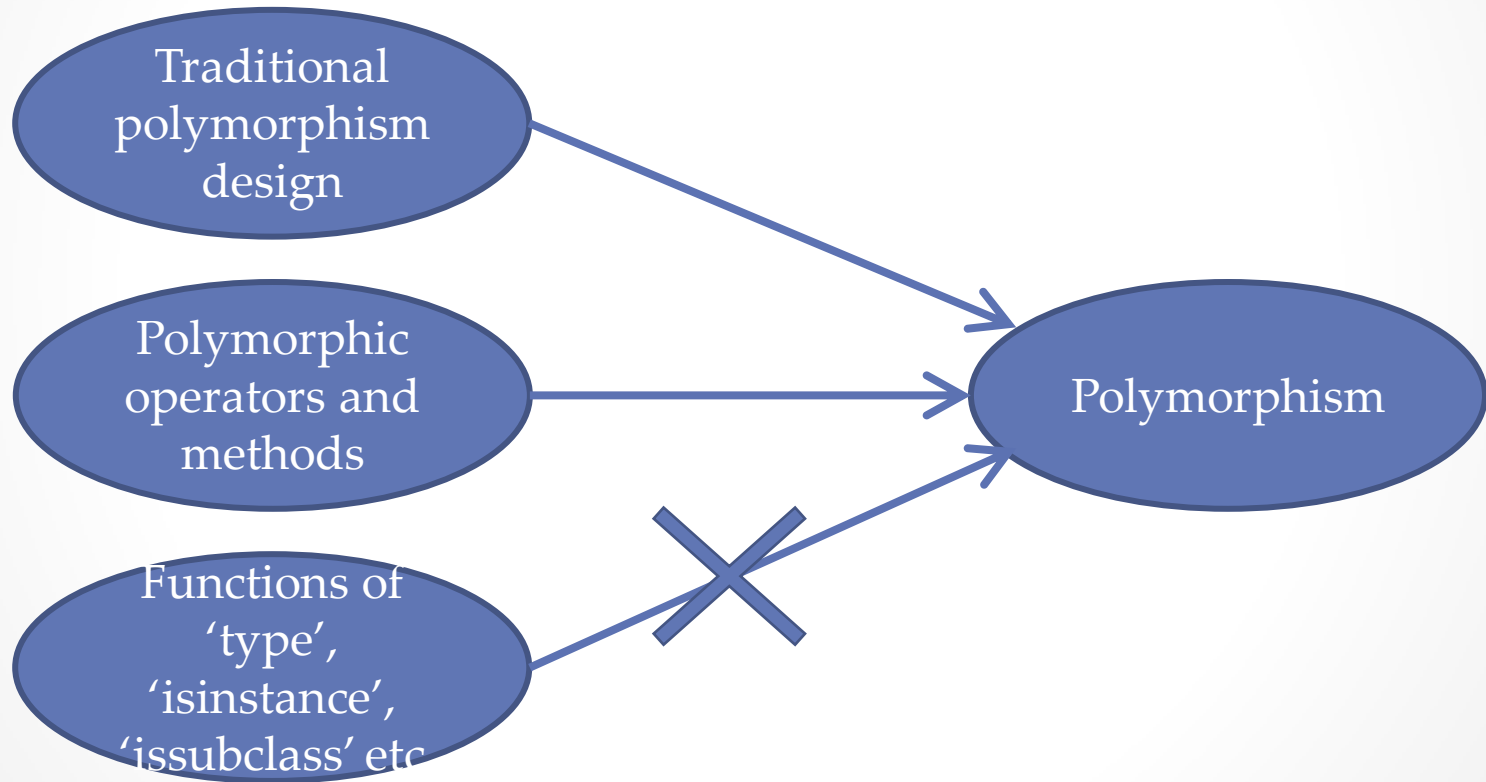 Traditional
polymorphism
design
Polymorphic
operators and
methods
Polymorphism
Functions of
‘type’,
‘isinstance’,
‘issubclass’ etc